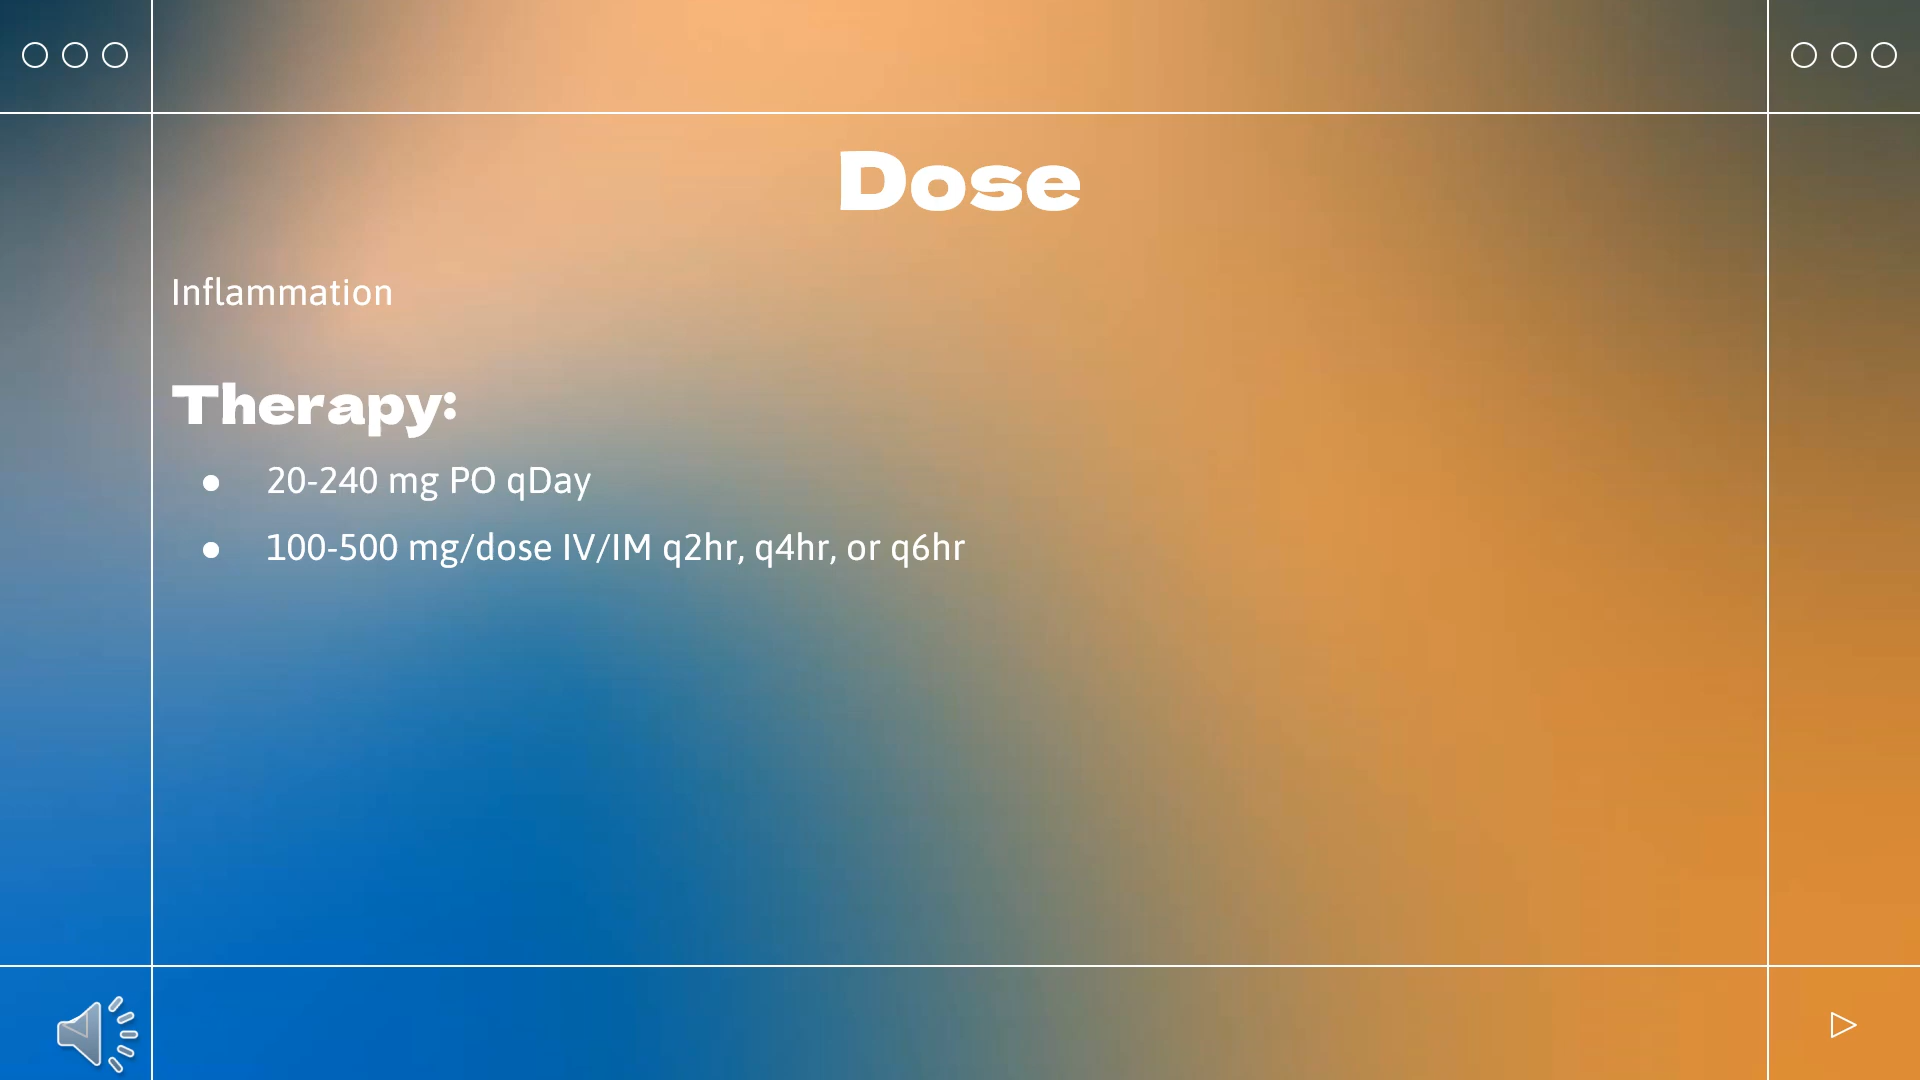 Dose
Inflammation
Therapy:
● 20-240 mg PO qDay
● 100-500 mg/dose IV/IM q2hr, q4hr, or q6hr